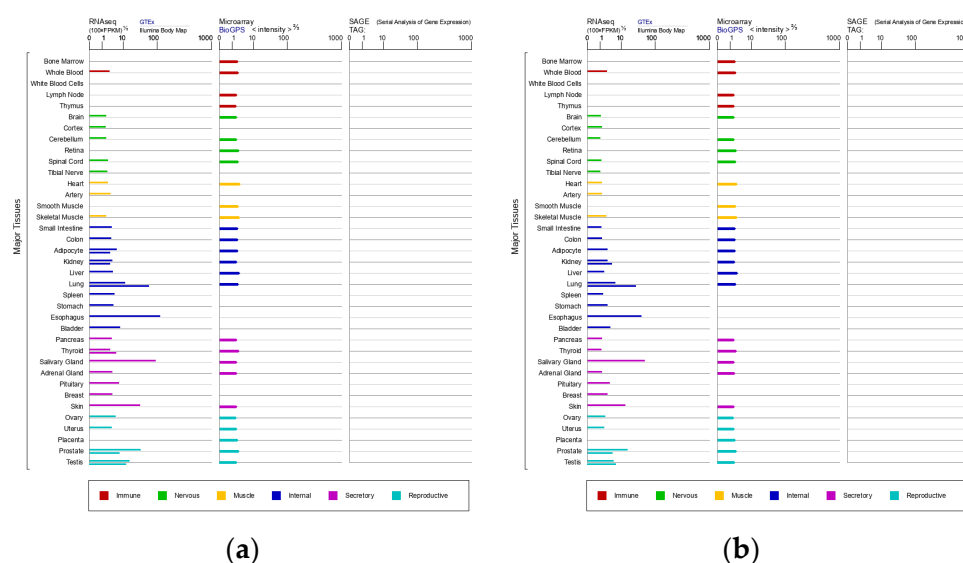 RNAseq GTEx Microarray SAGE (Serial Analysis of Gene Expression)
(100×FPKM)½ Illumina Body Map BioGPS < intensity > ⅔ TAG:
0 1 10 100 1000 0 1 10 100 1000 0 1 10 100 1000
Major Tissues
Bone Marrow
Whole Blood
White Blood Cells
Lymph Node
Thymus
Brain
Cortex
Cerebellum
Retina
Spinal Cord
Tibial Nerve
Heart
Artery
Smooth Muscle
Skeletal Muscle
Small Intestine
Colon
Adipocyte
Kidney
Liver
Lung
Spleen
Stomach
Esophagus
Bladder
Pancreas
Thyroid
Salivary Gland
Adrenal Gland
Pituitary
Breast
Skin
Ovary
Uterus
Placenta
Prostate
Testis
Immune Nervous Muscle Internal Secretory Reproductive
(a)
RNAseq GTEx Microarray SAGE (Serial Analysis of Gene Ex
(100×FPKM)½ Illumina Body Map BioGPS < intensity > ⅔ TAG:
0 1 10 100 1000 0 1 10 100 1000 0 1 10 100 10
Major Tissues
Bone Marrow
Whole Blood
White Blood Cells
Lymph Node
Thymus
Brain
Cortex
Cerebellum
Retina
Spinal Cord
Tibial Nerve
Heart
Artery
Smooth Muscle
Skeletal Muscle
Small Intestine
Colon
Adipocyte
Kidney
Liver
Lung
Spleen
Stomach
Esophagus
Bladder
Pancreas
Thyroid
Salivary Gland
Adrenal Gland
Pituitary
Breast
Skin
Ovary
Uterus
Placenta
Prostate
Testis
Immune Nervous Muscle Internal Secretory Reproductive
(b)